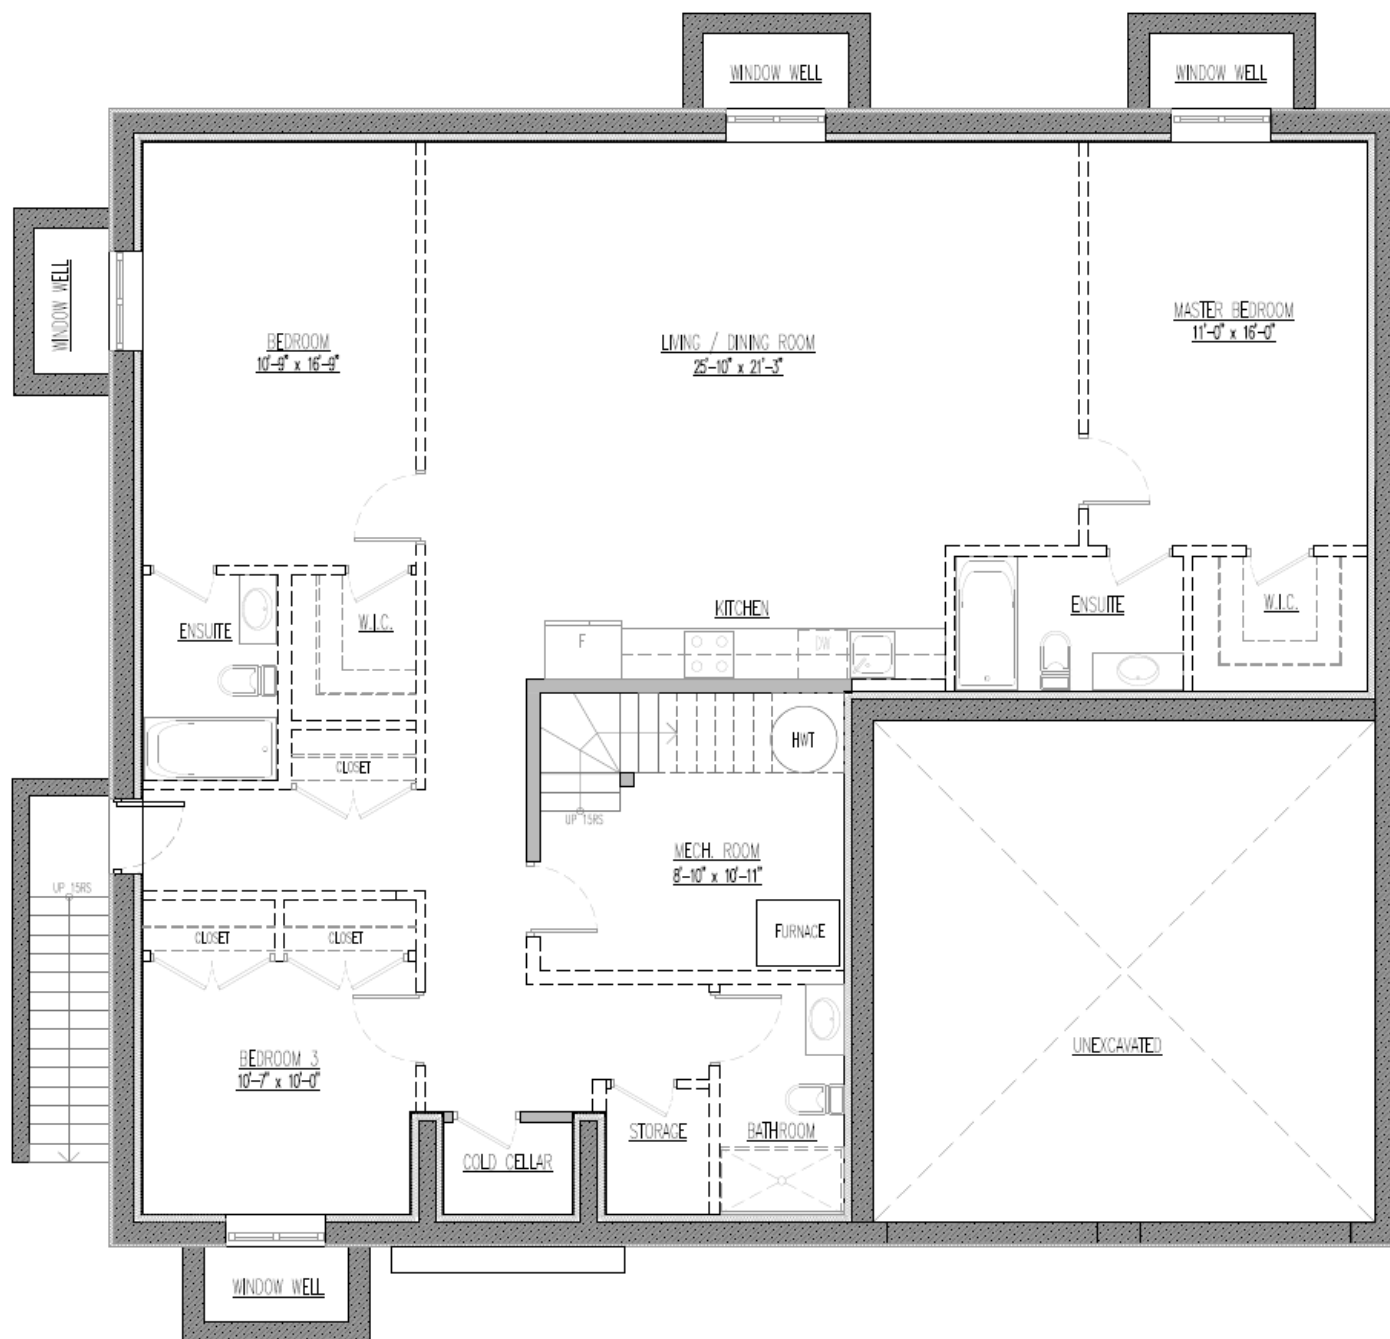 WINDOW WELL
WINDOW WELL
WINDOW WELL
BEDROOM
10'-9" x 16'-9"
LIVING / DINING ROOM
25'-10" x 21'-3"
MASTER BEDROOM
11'-0" x 16'-0"
ENSUITE
W.I.C.
KITCHEN
F
DW
ENSUITE
W.I.C.
CLOSET
HWT
UP 15RS
MECH. ROOM
8'-10" x 10'-11"
FURNACE
UP 15RS
CLOSET
CLOSET
BEDROOM 3
10'-7" x 10'-0"
UNEXCAVATED
COLD CELLAR
STORAGE
BATHROOM
WINDOW WELL